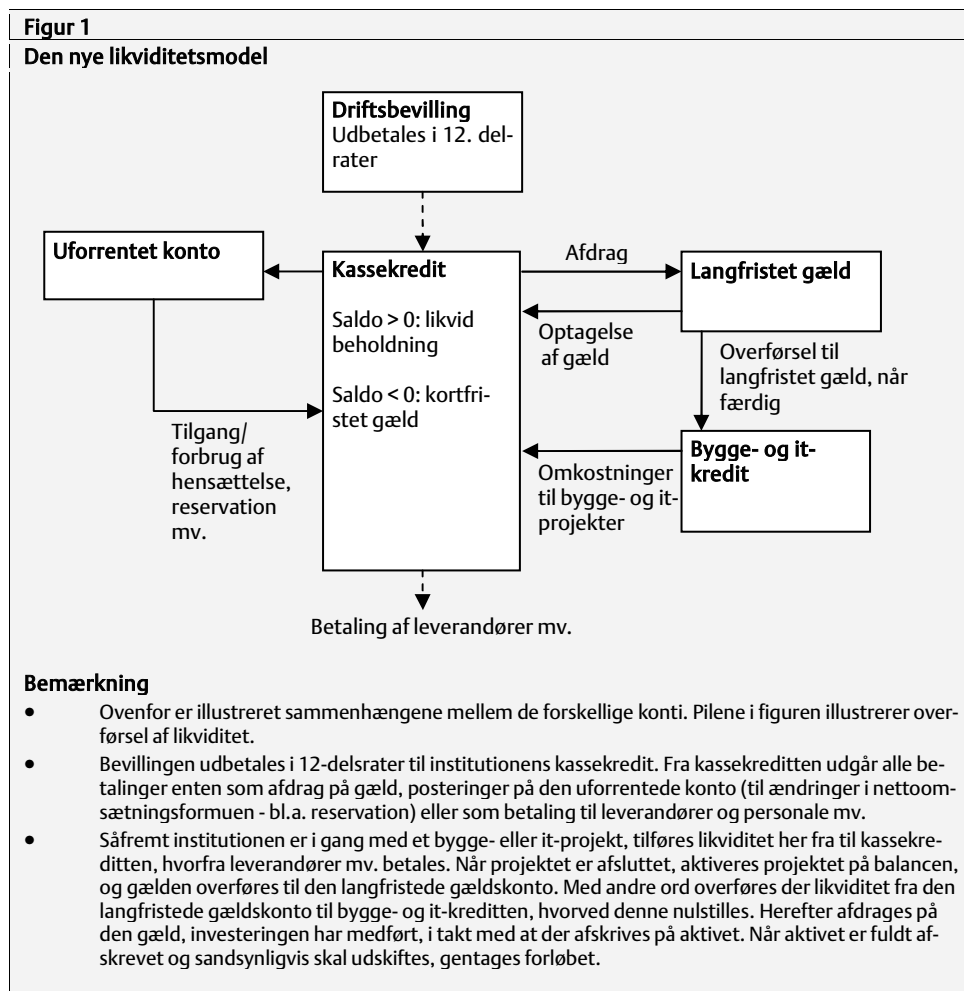 Figur 1
Den nye likviditetsmodel
Driftsbevilling
Udbetales i 12. del-
rater
Uforrentet konto
Kassekredit
Saldo > 0: likvid
beholdning
Saldo < 0: kortfri-
stet gæld
Afdrag
Langfristet gæld
Optagelse
af gæld
Overførsel til
langfristet gæld, når
færdig
Tilgang/
forbrug af
hensættelse,
reservation
mv.
Omkostninger
til bygge- og it-
projekter
Bygge- og it-
kredit
Betaling af leverandører mv.
Bemærkning
• Ovenfor er illustreret sammenhængene mellem de forskellige konti. Pilene i figuren illustrerer over-
førsel af likviditet.
• Bevillingen udbetales i 12-delsrater til institutionens kassekredit. Fra kassekreditten udgår alle be-
talinger enten som afdrag på gæld, posteringer på den uforrentede konto (til ændringer i nettoom-
sætningsformuen - bl.a. reservation) eller som betaling til leverandører og personale mv.
• Såfremt institutionen er i gang med et bygge- eller it-projekt, tilføres likviditet her fra til kassekre-
ditten, hvorfra leverandører mv. betales. Når projektet er afsluttet, aktiveres projektet på balancen,
og gælden overføres til den langfristede gældskonto. Med andre ord overføres der likviditet fra den
langfristede gældskonto til bygge- og it-kreditten, hvorved denne nulstilles. Herefter afdrages på
den gæld, investeringen har medført, i takt med at der afskrives på aktivet. Når aktivet er fuldt af-
skrevet og sandsynligvis skal udskiftes, gentages forløbet.